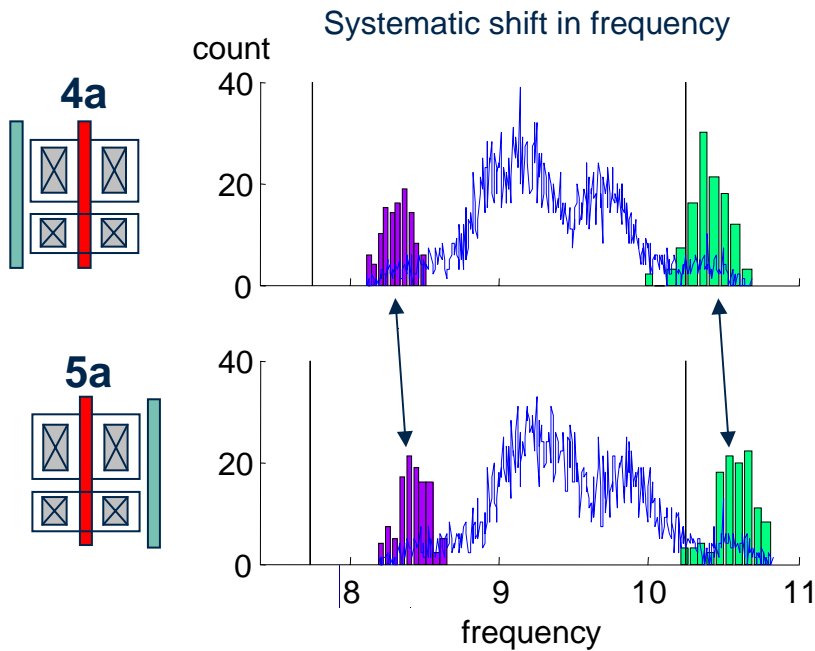 Systematic shift in frequency
count
4a
40
20
0
5a
40
20
0
8 9 10 11
frequency